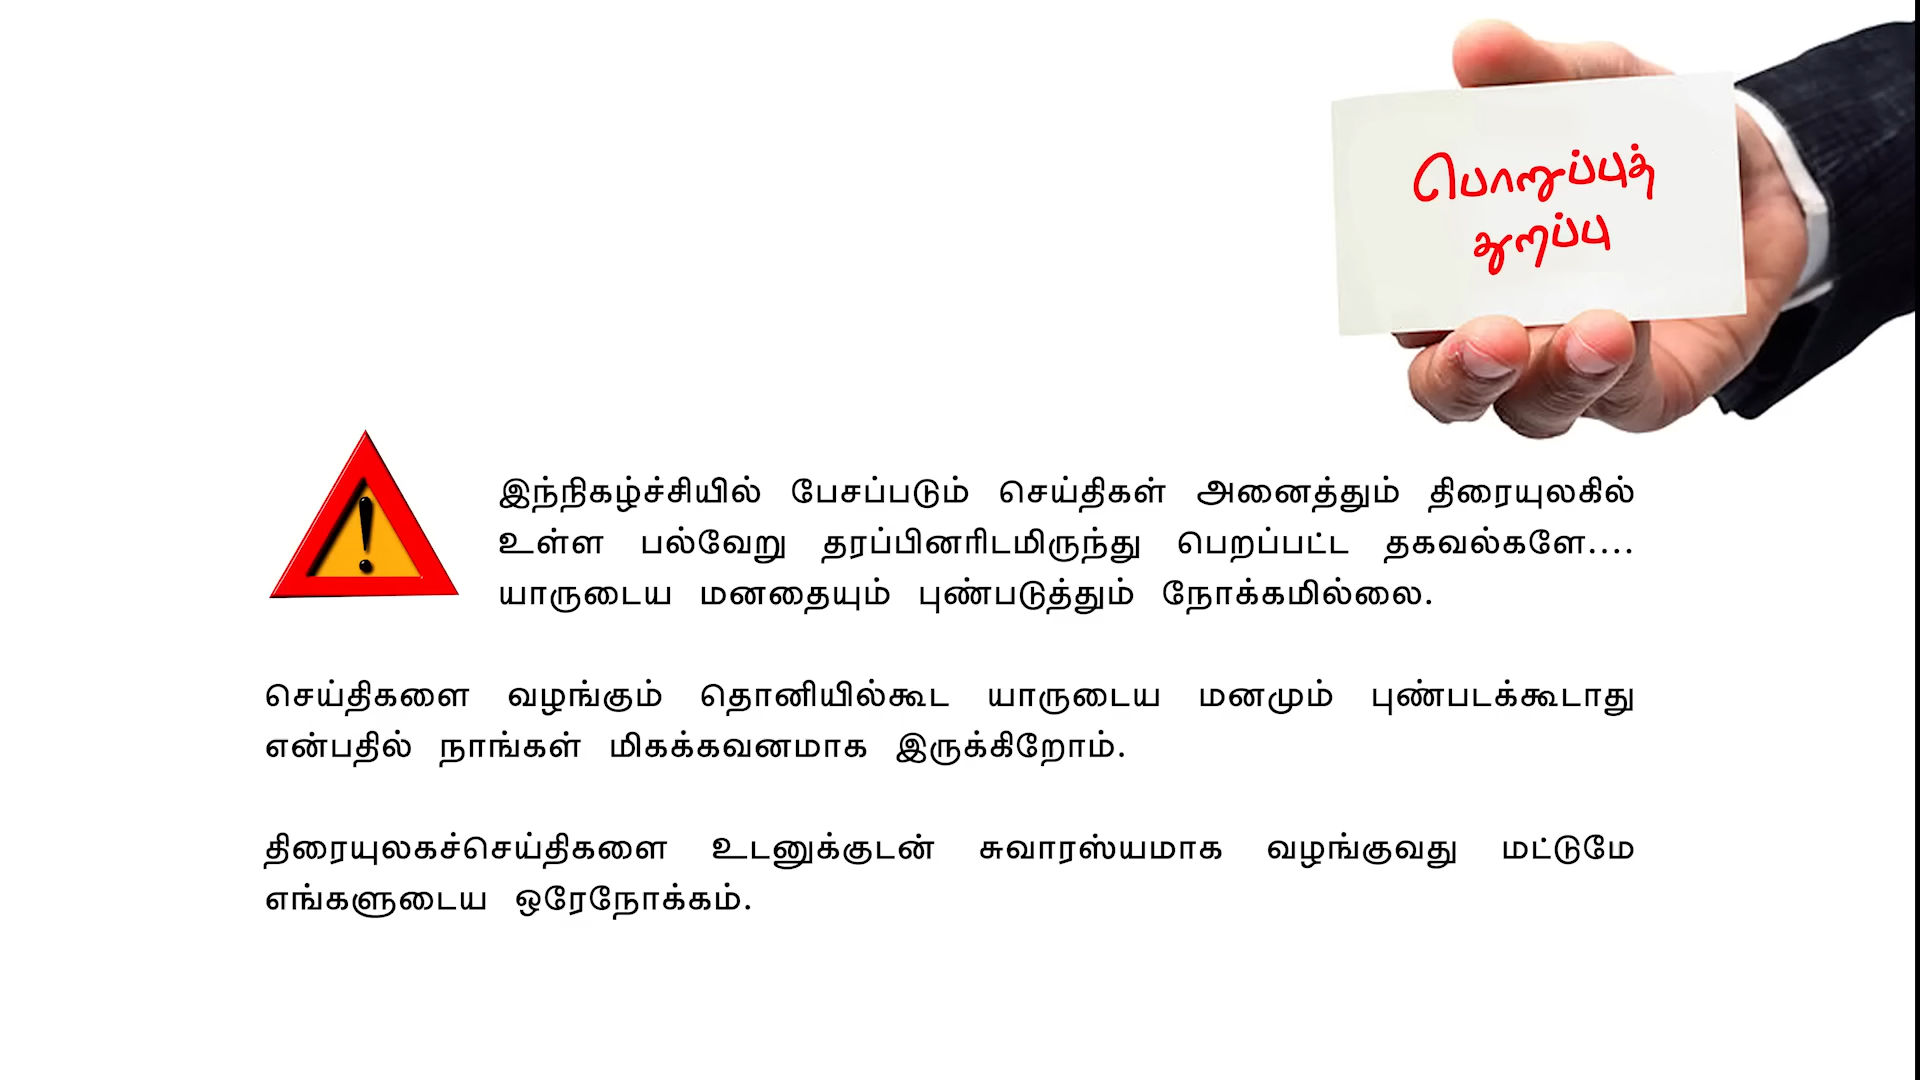 பொறுப்புத்
துறப்பு
இந்நிகழ்ச்சியில் பேசப்படும் செய்திகள் அனைத்தும் திரையுலகில்
உள்ள பல்வேறு தரப்பினரிடமிருந்து பெறப்பட்ட தகவல்களே....
யாருடைய மனதையும் புண்படுத்தும் நோக்கமில்லை.
செய்திகளை வழங்கும் தொனியில்கூட யாருடைய மனமும் புண்படக்கூடாது
என்பதில் நாங்கள் மிகக்கவனமாக இருக்கிறோம்.
திரையுலகச்செய்திகளை உடனுக்குடன் சுவாரஸ்யமாக வழங்குவது மட்டுமே
எங்களுடைய ஒரேநோக்கம்.